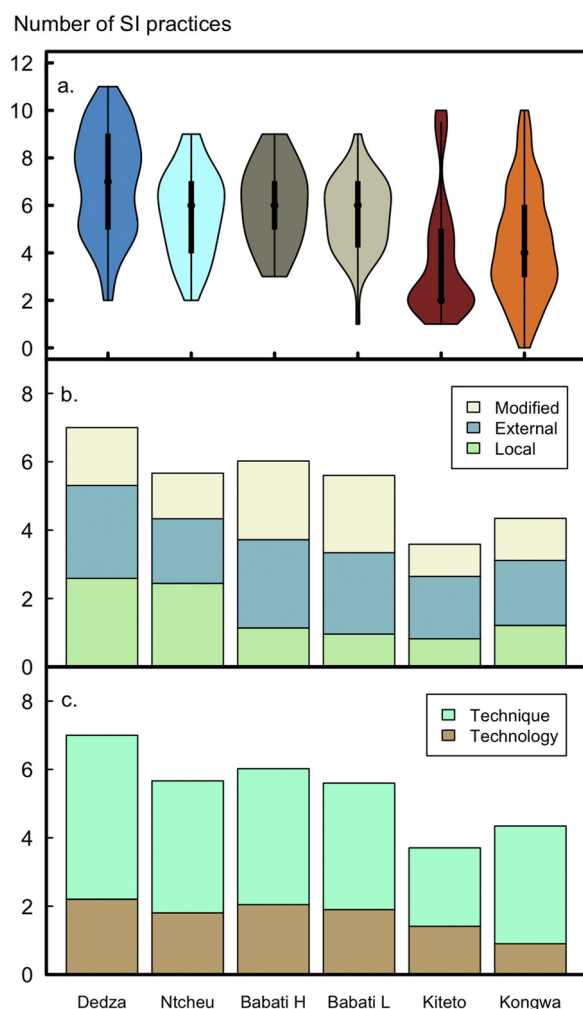 Number of SI practices
12
a.
10
8
6
4
2
0
8
b.
Modified
External
Local
6
4
2
0
8
c.
Technique
Technology
6
4
2
0
Dedza Ntcheu Babati H Babati L Kiteto Kongwa